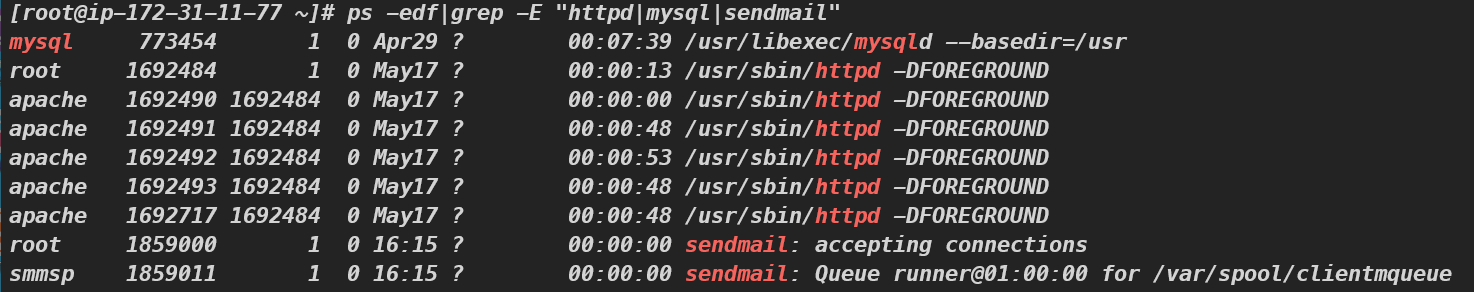 [root@ip-172-31-11-77 ~]# ps -edf|grep -E "httpd|mysql|sendmail"
mysql     773454       1  0 Apr29 ?        00:07:39 /usr/libexec/mysqld --basedir=/usr
root     1692484       1  0 May17 ?        00:00:13 /usr/sbin/httpd -DFOREGROUND
apache   1692490 1692484  0 May17 ?        00:00:00 /usr/sbin/httpd -DFOREGROUND
apache   1692491 1692484  0 May17 ?        00:00:48 /usr/sbin/httpd -DFOREGROUND
apache   1692492 1692484  0 May17 ?        00:00:53 /usr/sbin/httpd -DFOREGROUND
apache   1692493 1692484  0 May17 ?        00:00:48 /usr/sbin/httpd -DFOREGROUND
apache   1692717 1692484  0 May17 ?        00:00:48 /usr/sbin/httpd -DFOREGROUND
root     1859000       1  0 16:15 ?        00:00:00 sendmail: accepting connections
smmsp    1859011       1  0 16:15 ?        00:00:00 sendmail: Queue runner@01:00:00 for /var/spool/clientmqueue